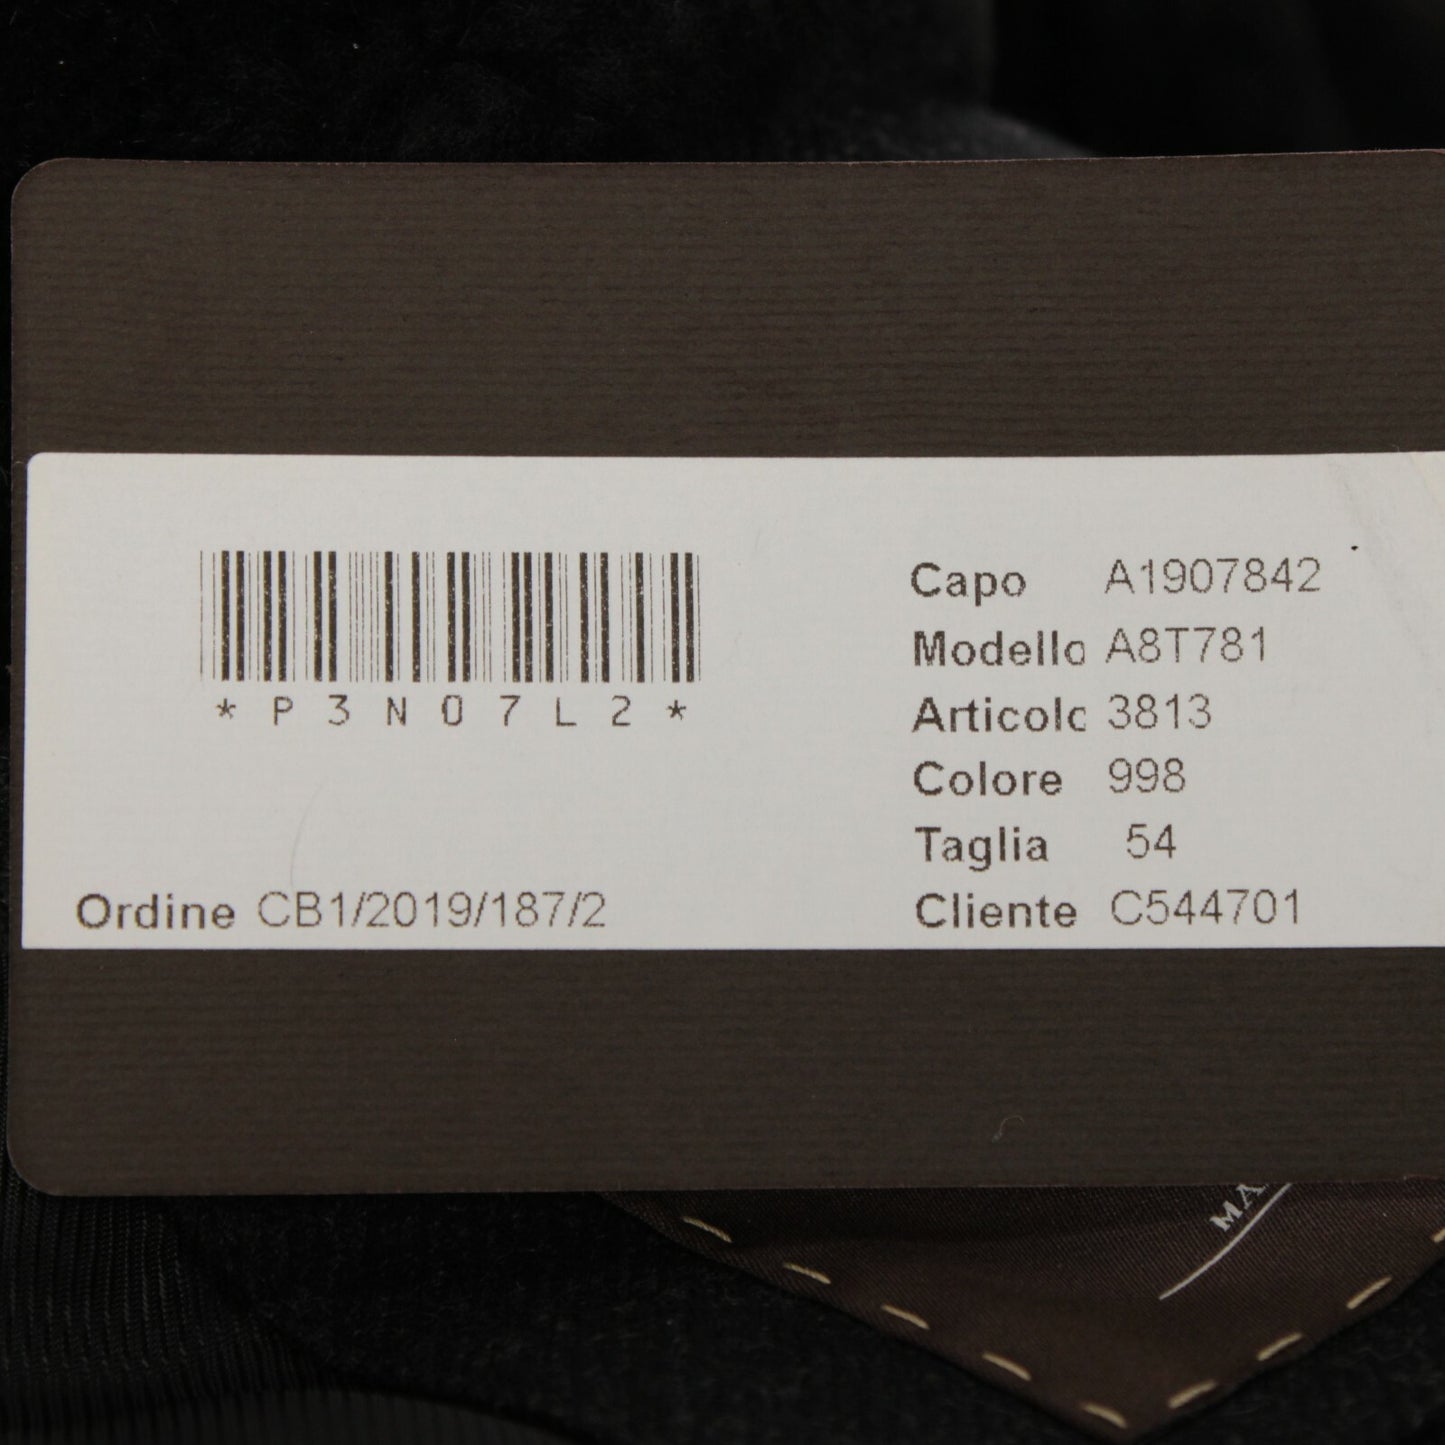 *P3N07L2*
Ordine CB1/2019/187/2
Capo A1907842
Modello A8T781
Articolo 3813
Colore 998
Taglia 54
Cliente C544701